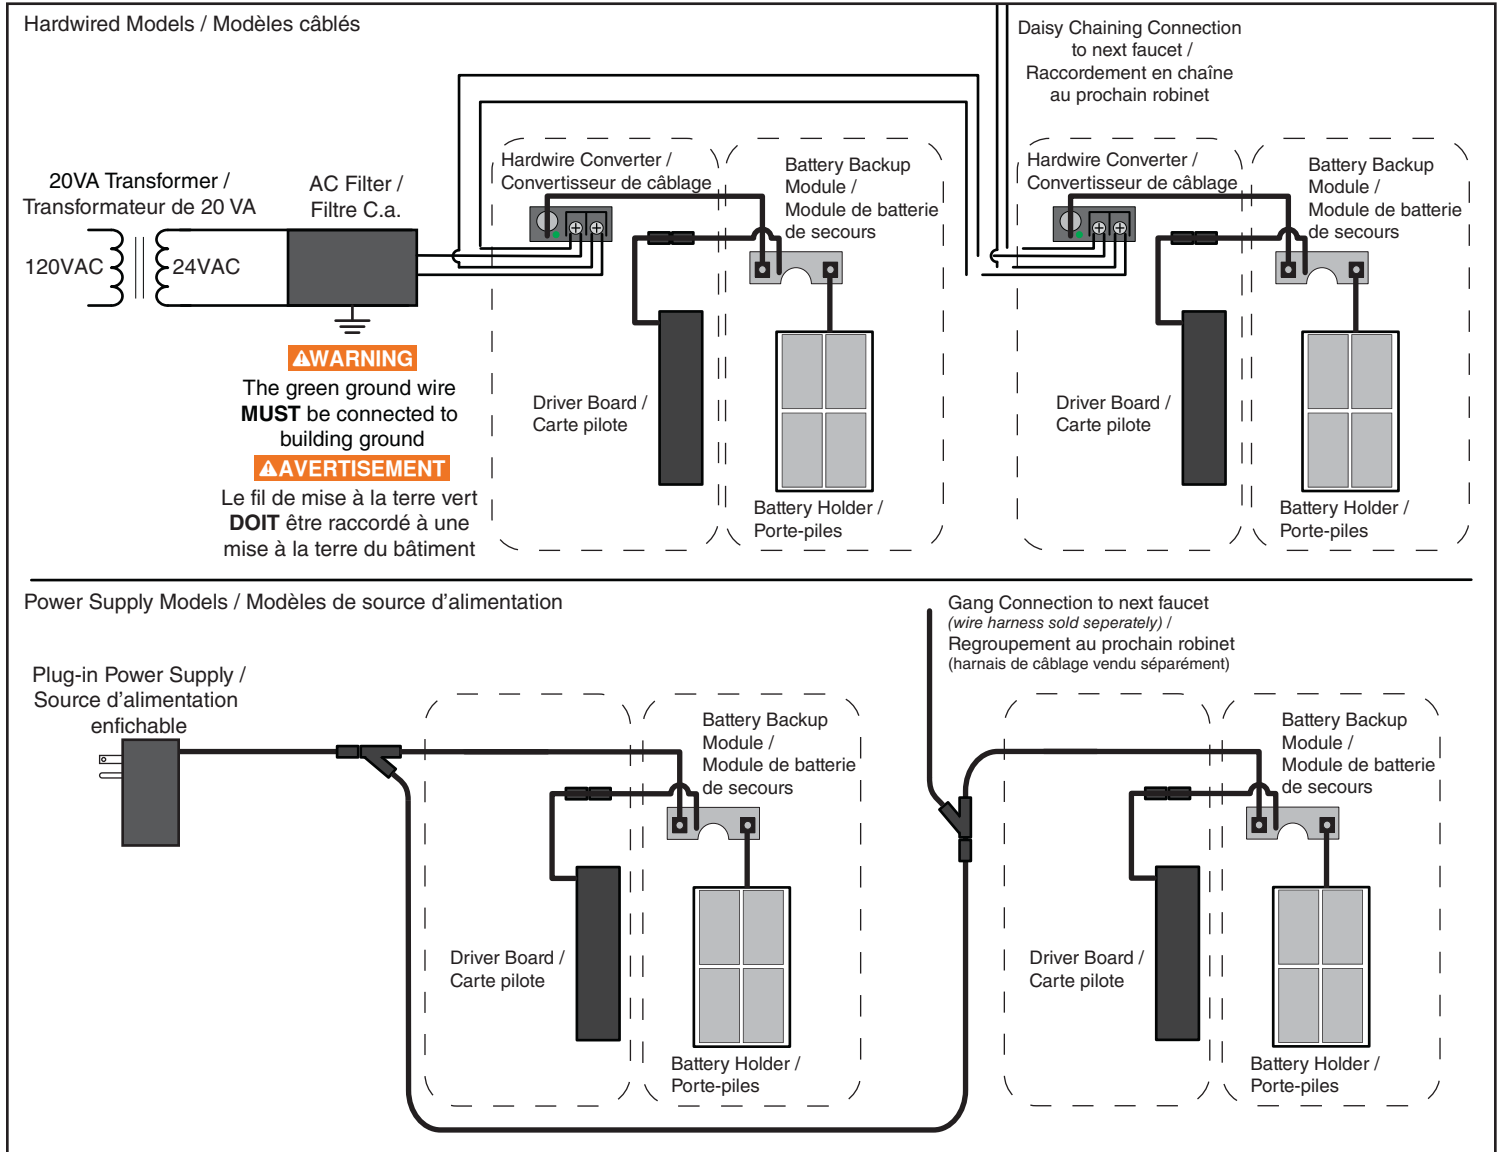 Hardwired Models / Modèles câblés
Daisy Chaining Connection
to next faucet /
Raccordement en chaîne
au prochain robinet
20VA Transformer /
Transformateur de 20 VA
120VAC
24VAC
AC Filter /
Filtre C.a.
Hardwire Converter /
Convertisseur de câblage
Battery Backup
Module /
Module de batterie
de secours
Driver Board /
Carte pilote
Battery Holder /
Porte-piles
Hardwire Converter /
Convertisseur de câblage
Battery Backup
Module /
Module de batterie
de secours
Driver Board /
Carte pilote
Battery Holder /
Porte-piles
WARNING
The green ground wire
MUST be connected to
building ground
AVERTISEMENT
Le fil de mise à la terre vert
DOIT être raccordé à une
mise à la terre du bâtiment
Power Supply Models / Modèles de source d'alimentation
Gang Connection to next faucet
(wire harness sold seperately) /
Regroupement au prochain robinet
(harnais de câblage vendu séparément)
Plug-in Power Supply /
Source d'alimentation
enfichable
Battery Backup
Module /
Module de batterie
de secours
Driver Board /
Carte pilote
Battery Holder /
Porte-piles
Battery Backup
Module /
Module de batterie
de secours
Driver Board /
Carte pilote
Battery Holder /
Porte-piles